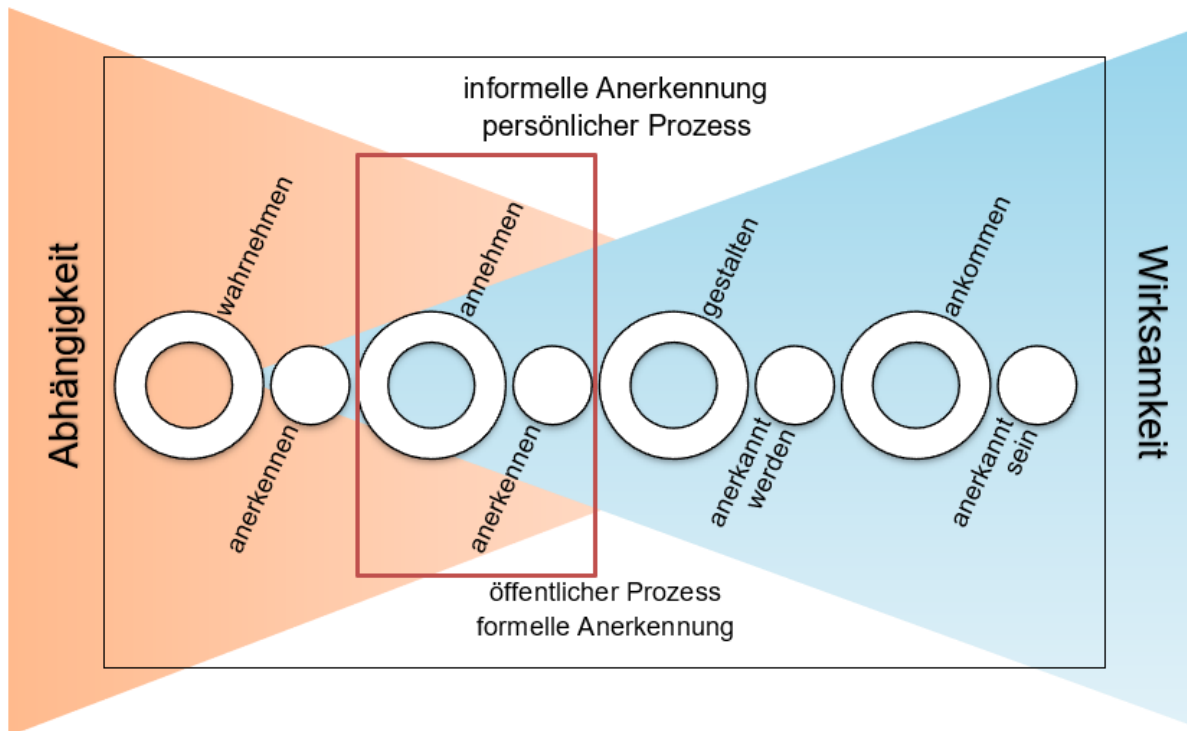 informelle Anerkennung
persönlicher Prozess
Abhängigkeit
wahrnehmen
annehmen
gestalten
ankommen
Wirksamkeit
anerkennen
anerkennen
anerkannt
werden
anerkannt
sein
öffentlicher Prozess
formelle Anerkennung